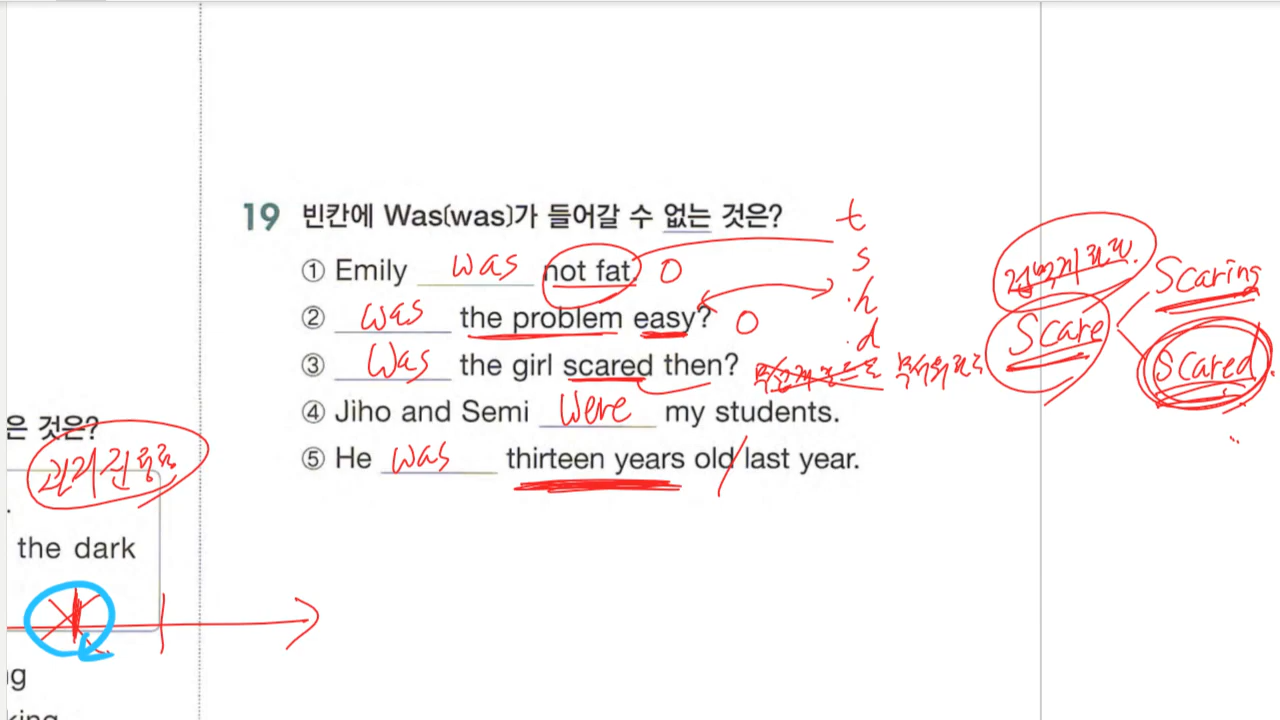 19 빈칸에 Was(was)가 들어갈 수 없는 것은?
① Emily was not fat. O
② was the problem easy? O
③ Was the girl scared then?
④ Jiho and Semi were my students.
⑤ He was thirteen years old/last year.
t
s
.h
.d
Scare
Scaring
Scared
은 것은?
the dark